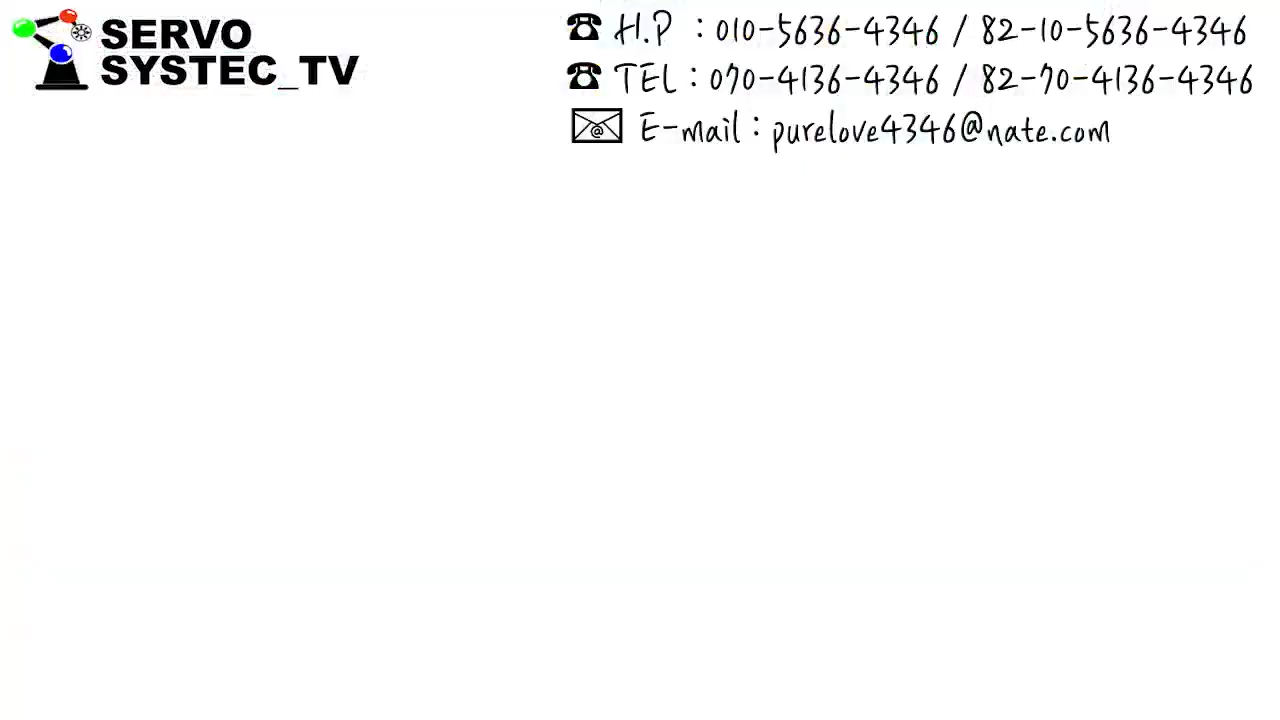 SERVO
SYSTEC_TV
H.P : 010-5636-4346 / 82-10-5636-4346
TEL : 070-4136-4346 / 82-70-4136-4346
E-mail : purelove4346@nate.com